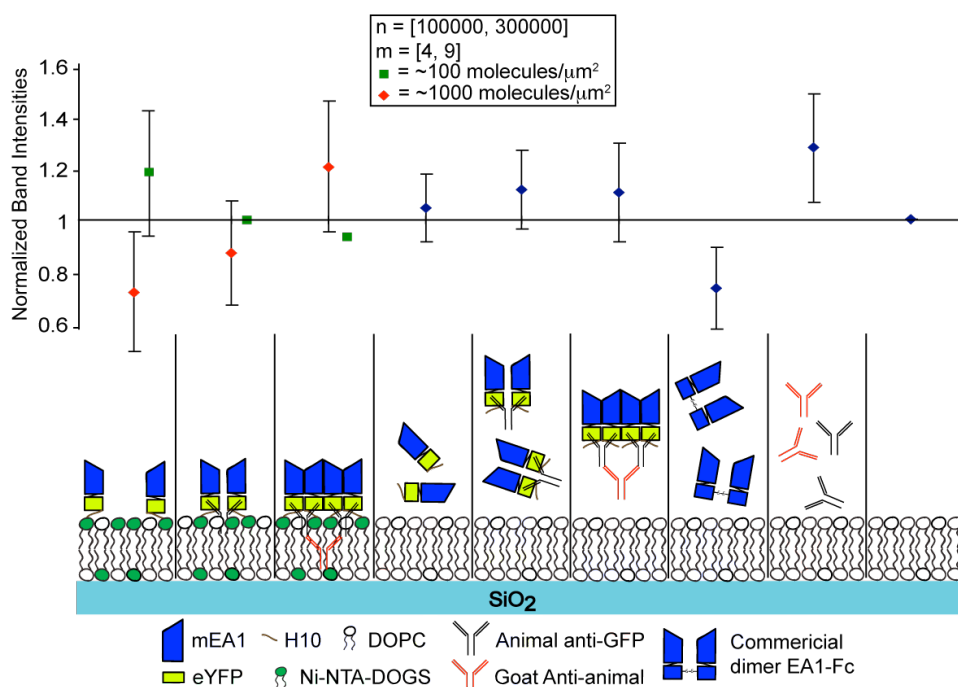 n = [100000, 300000]
m = [4, 9]
= ~100 molecules/μm²
= ~1000 molecules/μm²
Normalized Band Intensities
1.6
1.4
1.2
1
0.8
0.6
SiO₂
mEA1
H10
DOPC
Animal anti-GFP
Commericial
dimer EA1-Fc
eYFP
Ni-NTA-DOGS
Goat Anti-animal